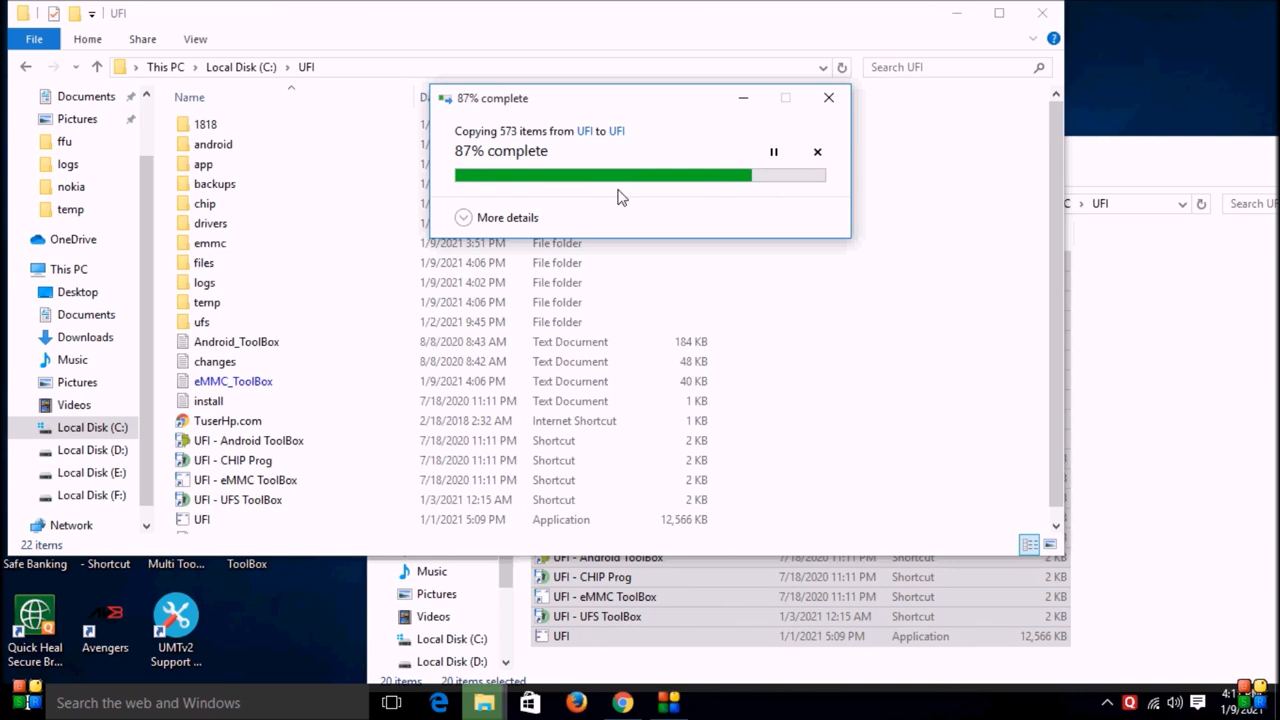 UFI
File Home Share View
This PC Local Disk (C:) UFI
Search UFI
Name
87% complete
Copying 573 items from UFI to UFI
87% complete
More details
Documents
Pictures
ffu
logs
nokia
temp
OneDrive
This PC
Desktop
Documents
Downloads
Music
Pictures
Videos
Local Disk (C:)
Local Disk (D:)
Local Disk (E:)
Local Disk (F:)
Network
1818
android
app
backups
chip
drivers
emmc 1/9/2021 3:51 PM File folder
files 1/9/2021 4:06 PM File folder
logs 1/9/2021 4:02 PM File folder
temp 1/9/2021 4:06 PM File folder
ufs 1/2/2021 9:45 PM File folder
Android_ToolBox 8/8/2020 8:43 AM Text Document 184 KB
changes 8/8/2020 8:42 AM Text Document 48 KB
eMMC_ToolBox 1/9/2021 4:06 PM Text Document 40 KB
install 7/18/2020 11:11 PM Text Document 1 KB
TuserHp.com 2/18/2018 2:32 AM Internet Shortcut 1 KB
UFI - Android ToolBox 7/18/2020 11:11 PM Shortcut 2 KB
UFI - CHIP Prog 7/18/2020 11:11 PM Shortcut 2 KB
UFI - eMMC ToolBox 7/18/2020 11:11 PM Shortcut 2 KB
UFI - UFS ToolBox 1/3/2021 12:15 AM Shortcut 2 KB
UFI 1/1/2021 5:09 PM Application 12,566 KB
22 items
UFI
Search UFI
UFI - Android ToolBox 7/18/2020 11:11 PM Shortcut 2 KB
UFI - CHIP Prog 7/18/2020 11:11 PM Shortcut 2 KB
UFI - eMMC ToolBox 7/18/2020 11:11 PM Shortcut 2 KB
UFI - UFS ToolBox 1/3/2021 12:15 AM Shortcut 2 KB
UFI 1/1/2021 5:09 PM Application 12,566 KB
Music
Pictures
Videos
Local Disk (C:)
Local Disk (D:)
20 items 20 items selected
Safe Banking - Shortcut Multi Too... ToolBox
Quick Heal
Secure Br...
Avengers
UMTv2
Support ...
Search the web and Windows